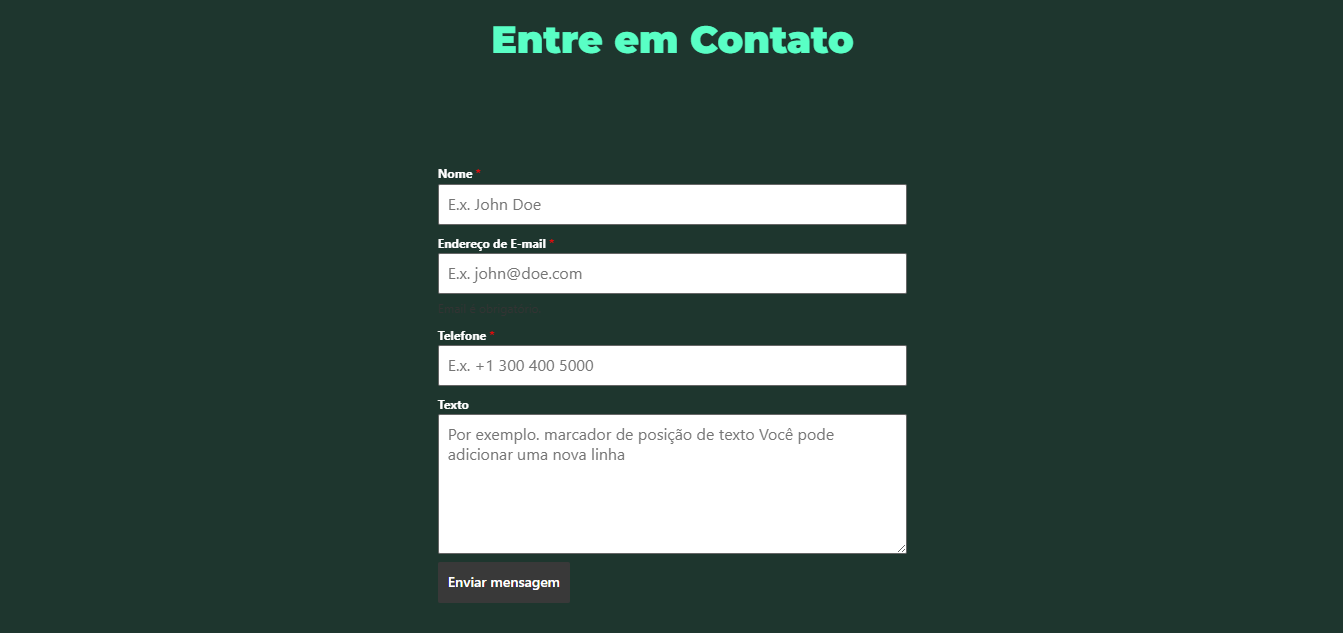 Entre em Contato
Nome *
E.x. John Doe
Endereço de E-mail *
E.x. john@doe.com
Telefone *
E.x. +1 300 400 5000
Texto
Por exemplo. marcador de posição de texto Você pode
adicionar uma nova linha
Enviar mensagem